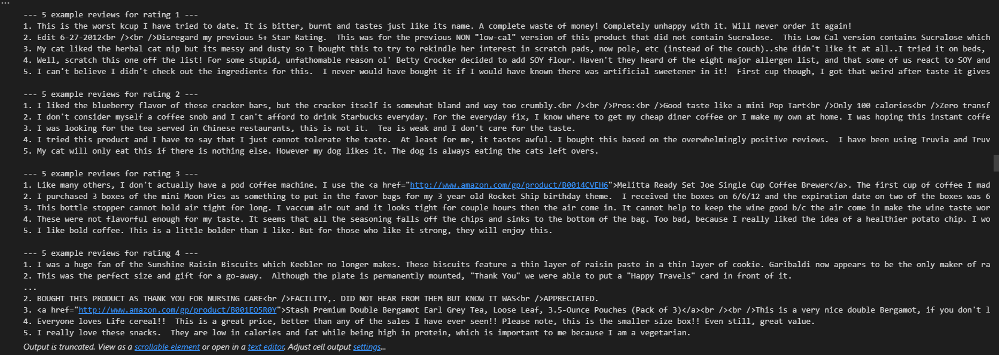 ...
--- 5 example reviews for rating 1 ---
1. This is the worst kcup I have tried to date. It is bitter, burnt and tastes just like its name. A complete waste of money! Completely unhappy with it. Will never order it again!
2. Edit 6-27-2012<br /><br />Disregard my previous 5+ Star Rating.  This was for the previous NON "low-cal" version of this product that did not contain Sucralose.  This Low Cal version contains Sucralose which
3. My cat liked the herbal cat nip but its messy and dusty so I bought this to try to rekindle her interest in scratch pads, now pole, etc (instead of the couch)..she didn't like it at all..I tried it on beds,
4. Well, scratch this one off the list! For some stupid, unfathomable reason ol' Betty Crocker decided to add SOY flour. Haven't they heard of the eight major allergen list, and that some of us react to SOY and
5. I can't believe I didn't check out the ingredients for this.  I never would have bought it if I would have known there was artificial sweetener in it!  First cup though, I got that weird after taste it gives
--- 5 example reviews for rating 2 ---
1. I liked the blueberry flavor of these cracker bars, but the cracker itself is somewhat bland and way too crumbly.<br /><br />Pros:<br />Good taste like a mini Pop Tart<br />Only 100 calories<br />Zero transf
2. I don't consider myself a coffee snob and I can't afford to drink Starbucks everyday. For the everyday fix, I know where to get my cheap diner coffee or I make my own at home. I was hoping this instant coffe
3. I was looking for the tea served in Chinese restaurants, this is not it.  Tea is weak and I don't care for the taste.
4. I tried this product and I have to say that I just cannot tolerate the taste.  At least for me, it tastes awful. I bought this based on the overwhelmingly positive reviews.  I have been using Truvia and Truv
5. My cat will only eat this if there is nothing else. However my dog likes it. The dog is always eating the cats left overs.
--- 5 example reviews for rating 3 ---
1. Like many others, I don't actually have a pod coffee machine. I use the <a href="http://www.amazon.com/gp/product/B0014CVEH6">Melitta Ready Set Joe Single Cup Coffee Brewer</a>. The first cup of coffee I mad
2. I purchased 3 boxes of the mini Moon Pies as something to put in the favor bags for my 3 year old Rocket Ship birthday theme.  I received the boxes on 6/6/12 and the expiration date on two of the boxes was 6
3. This bottle stopper cannot hold air tight for long. I vaccum air out and it looks tight for couple hours then the air come in. It cannot help to keep the wine good b/c the air come in make the wine taste wor
4. These were not flavorful enough for my taste. It seems that all the seasoning falls off the chips and sinks to the bottom of the bag. Too bad, because I really liked the idea of a healthier potato chip. I wo
5. I like bold coffee. This is a little bolder than I like. But for those who like it strong, they will enjoy this.
--- 5 example reviews for rating 4 ---
1. I was a huge fan of the Sunshine Raisin Biscuits which Keebler no longer makes. These biscuits feature a thin layer of raisin paste in a thin layer of cookie. Garibaldi now appears to be the only maker of ra
2. This was the perfect size and gift for a go-away.  Although the plate is permanently mounted, "Thank You" we were able to put a "Happy Travels" card in front of it.
...
2. BOUGHT THIS PRODUCT AS THANK YOU FOR NURSING CARE<br />FACILITY,. DID NOT HEAR FROM THEM BUT KNOW IT WAS<br />APPRECIATED.
3. <a href="http://www.amazon.com/gp/product/B001EO5R0Y">Stash Premium Double Bergamot Earl Grey Tea, Loose Leaf, 3.5-Ounce Pouches (Pack of 3)</a><br /><br />This is a very nice double Bergamot, if you don't l
4. Everyone loves Life cereal!!  This is a great price, better than any of the sales I have ever seen!! Please note, this is the smaller size box!! Even still, great value.
5. I really love these snacks.  They are low in calories and fat while being high in protein, which is important to me because I am a vegetarian.
Output is truncated. View as a scrollable element or open in a text editor. Adjust cell output settings...